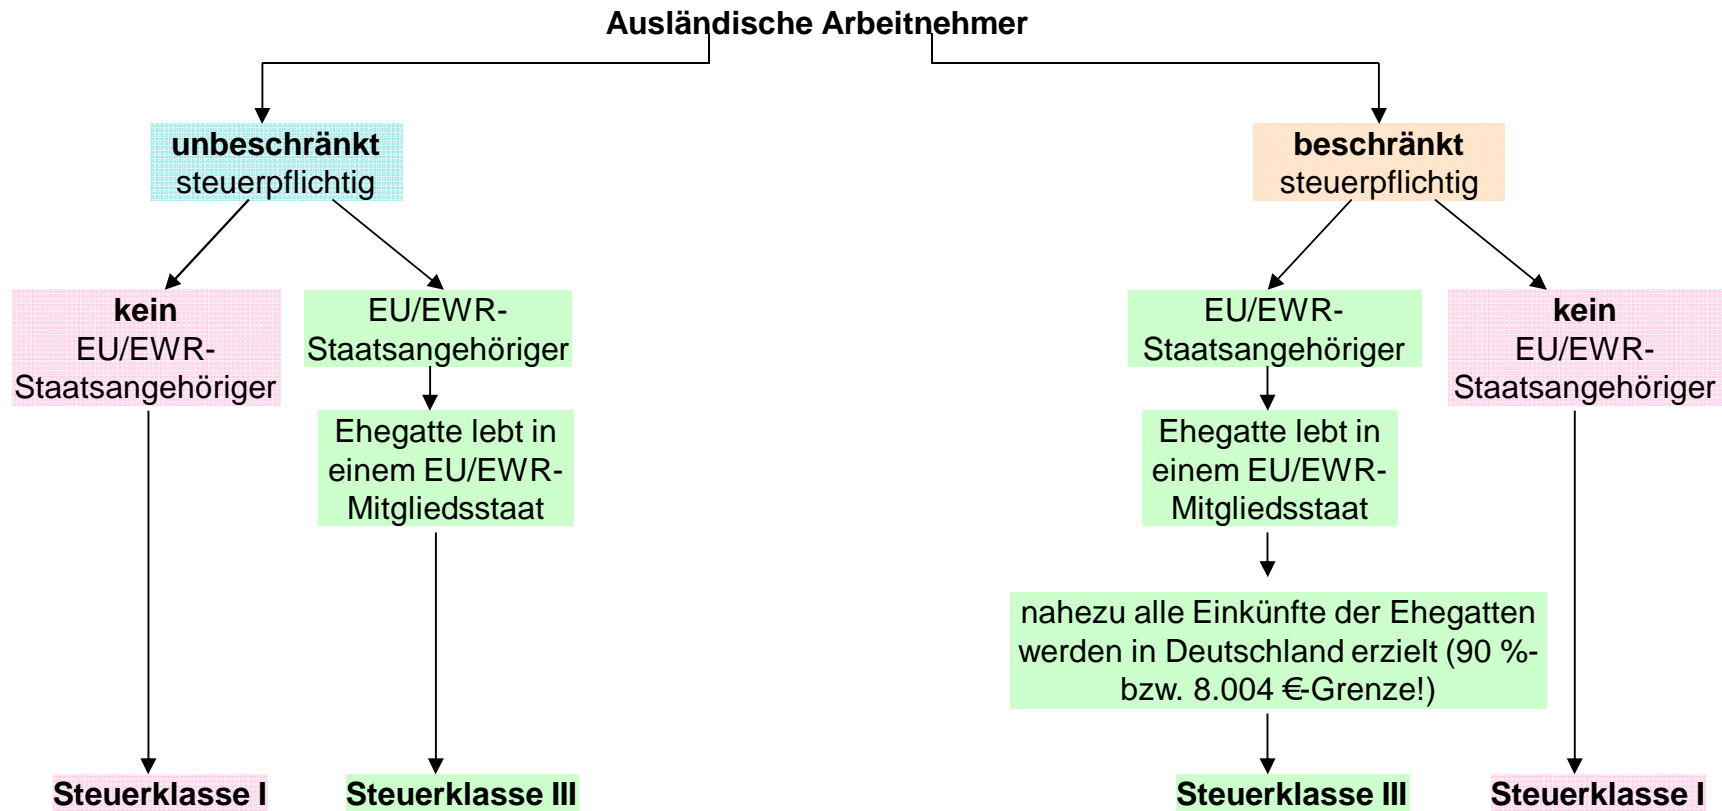 Ausländische Arbeitnehmer
unbeschränkt
steuerpflichtig
beschränkt
steuerpflichtig
kein
EU/EWR-
Staatsangehöriger
EU/EWR-
Staatsangehöriger
EU/EWR-
Staatsangehöriger
kein
EU/EWR-
Staatsangehöriger
Ehegatte lebt in
einem EU/EWR-
Mitgliedsstaat
Ehegatte lebt in
einem EU/EWR-
Mitgliedsstaat
nahezu alle Einkünfte der Ehegatten
werden in Deutschland erzielt (90 %-
bzw. 8.004 €-Grenze!)
Steuerklasse I
Steuerklasse III
Steuerklasse III
Steuerklasse I